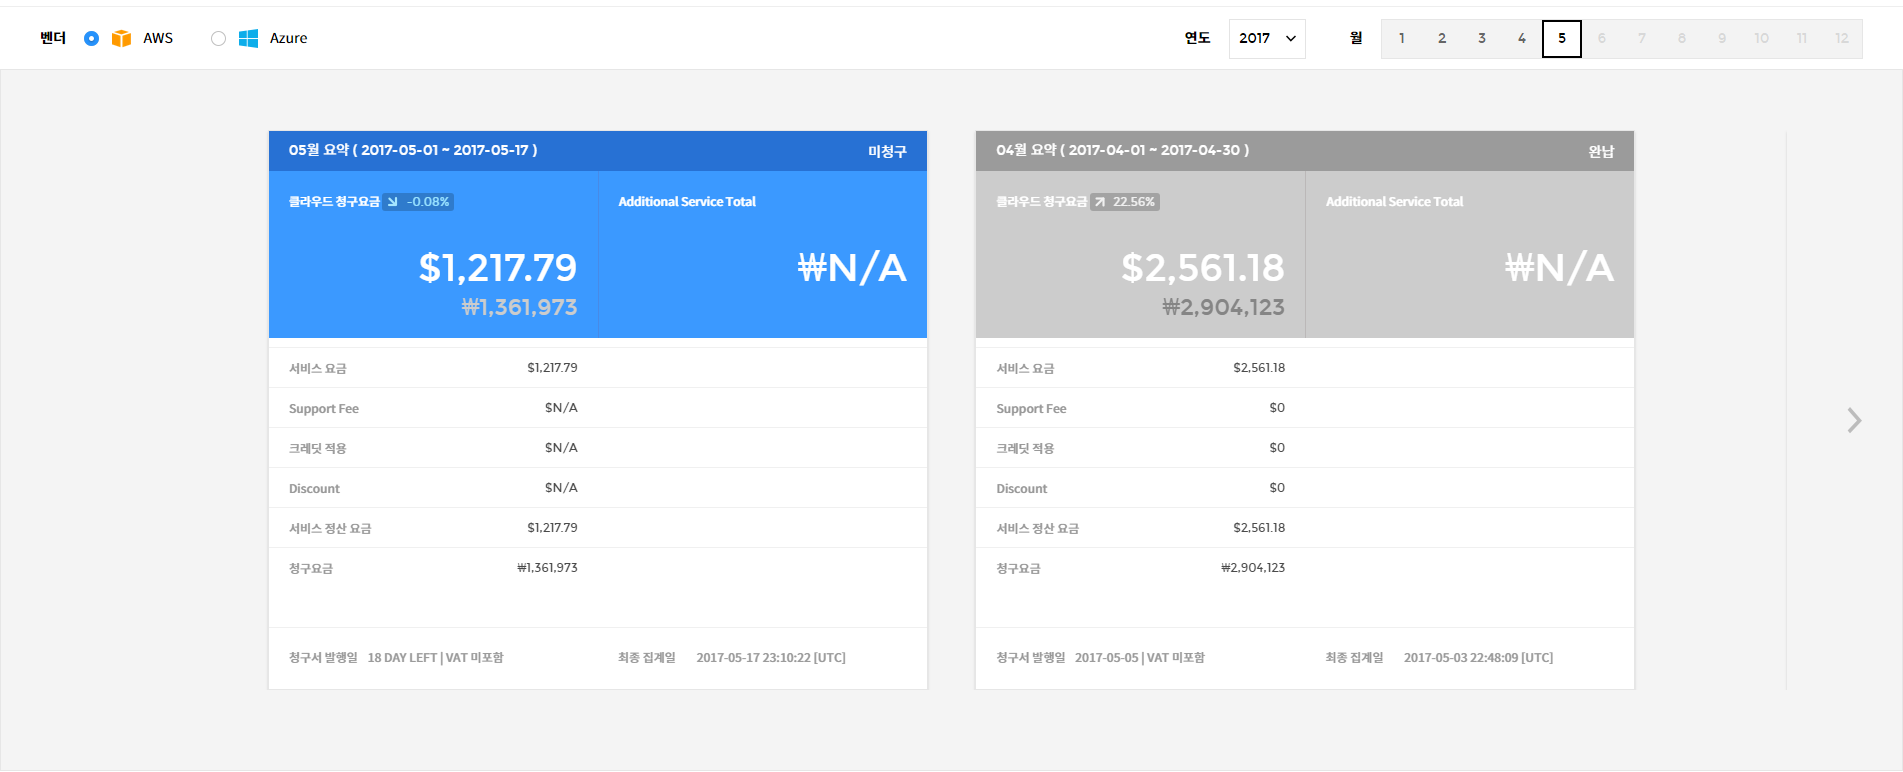 벤더 AWS Azure 연도 2017 월 1 2 3 4 5 6 7 8 9 10 11 12
05월 요약 ( 2017-05-01 ~ 2017-05-17 ) 미청구
클라우드 청구요금 -0.08% Additional Service Total
$1,217.79 ₩N/A
₩1,361,973
서비스 요금 $1,217.79
Support Fee $N/A
크레딧 적용 $N/A
Discount $N/A
서비스 정산 요금 $1,217.79
청구요금 ₩1,361,973
청구서 발행일 18 DAY LEFT | VAT 미포함 최종 집계일 2017-05-17 23:10:22 [UTC]
04월 요약 ( 2017-04-01 ~ 2017-04-30 ) 완납
클라우드 청구요금 22.56% Additional Service Total
$2,561.18 ₩N/A
₩2,904,123
서비스 요금 $2,561.18
Support Fee $0
크레딧 적용 $0
Discount $0
서비스 정산 요금 $2,561.18
청구요금 ₩2,904,123
청구서 발행일 2017-05-05 | VAT 미포함 최종 집계일 2017-05-03 22:48:09 [UTC]